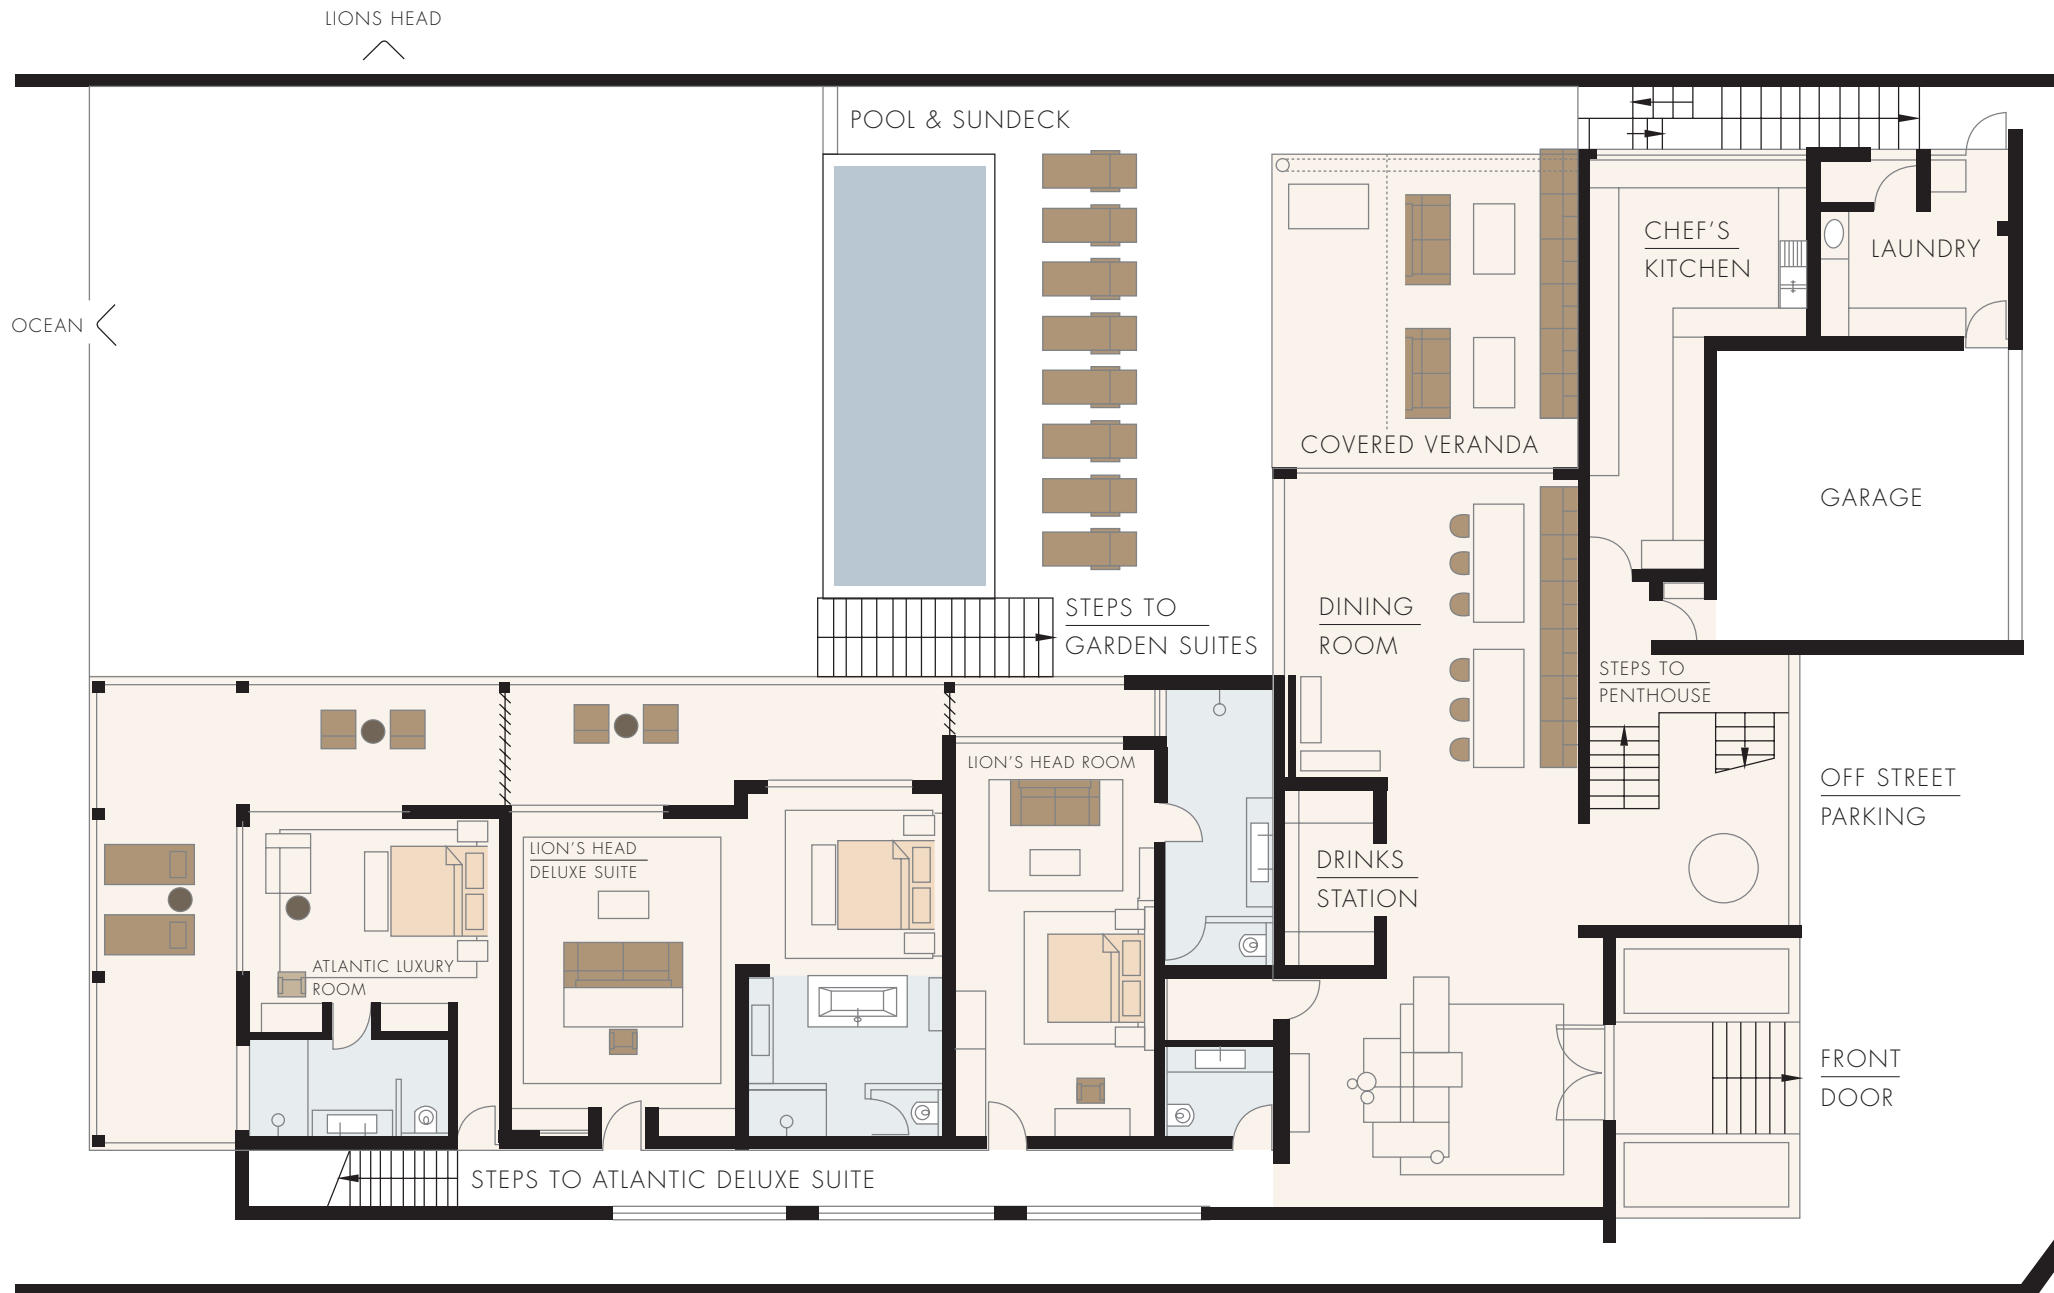 LIONS HEAD
POOL & SUNDECK
OCEAN
CHEF'S
KITCHEN
LAUNDRY
COVERED VERANDA
GARAGE
STEPS TO
GARDEN SUITES
DINING
ROOM
STEPS TO
PENTHOUSE
LION'S HEAD ROOM
OFF STREET
PARKING
LION'S HEAD
DELUXE SUITE
DRINKS
STATION
ATLANTIC LUXURY
ROOM
FRONT
DOOR
STEPS TO ATLANTIC DELUXE SUITE